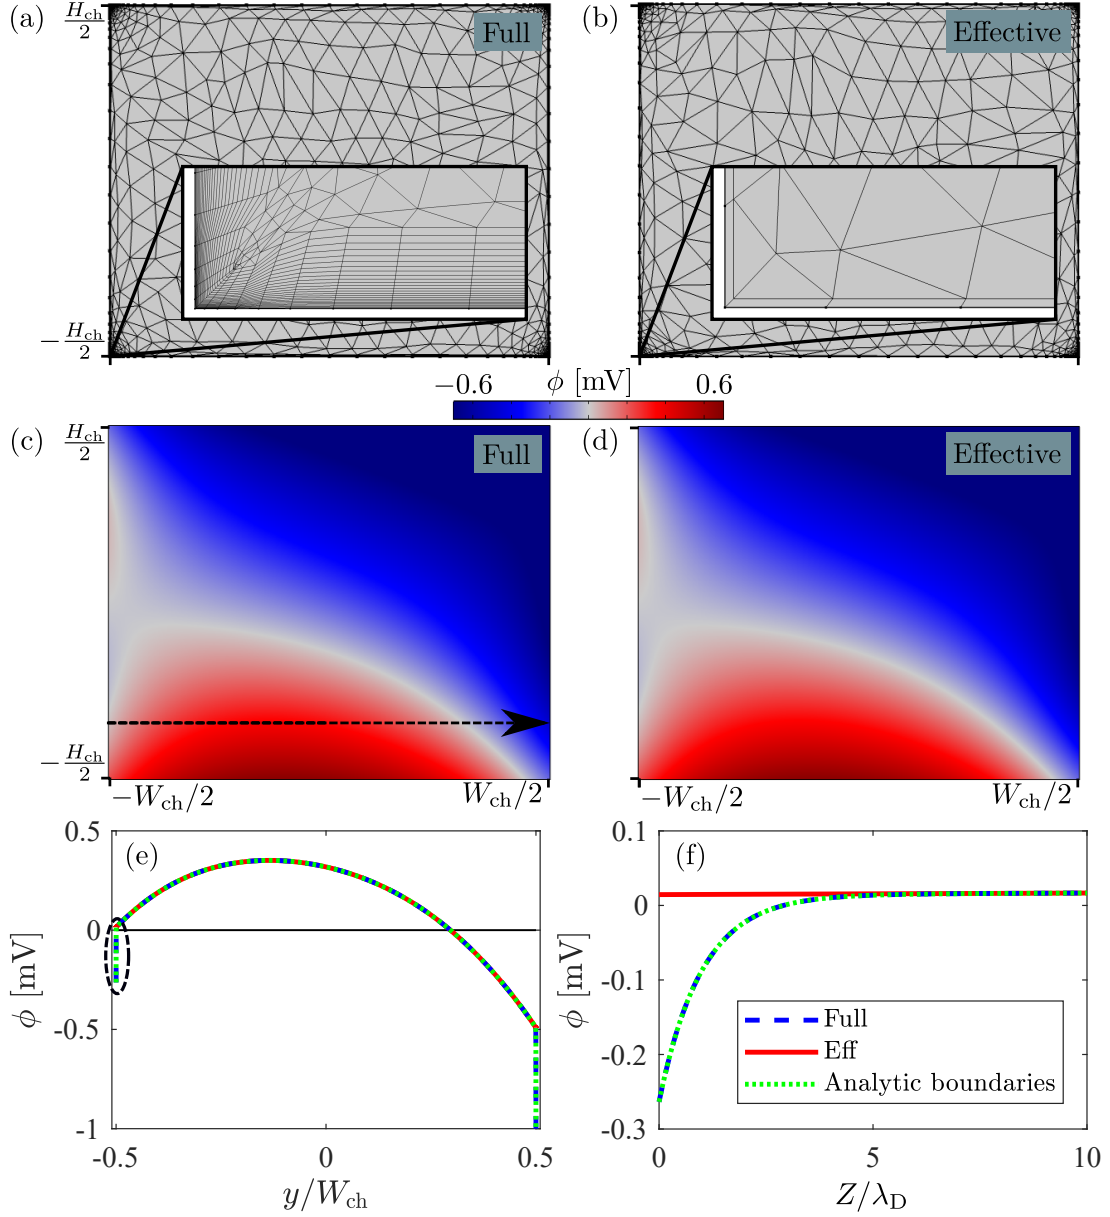 (a)
H_ch/2
Full
-H_ch/2
(b)
Effective
−0.6 ϕ [mV] 0.6
(c)
H_ch/2
Full
-H_ch/2
−W_ch/2 W_ch/2
(d)
Effective
−W_ch/2 W_ch/2
(e)
0.5
0
-0.5
-1
ϕ [mV]
-0.5 0 0.5
y/W_ch
(f)
0.1
0
-0.1
-0.2
-0.3
ϕ [mV]
Full
Eff
Analytic boundaries
0 5 10
Z/λ_D